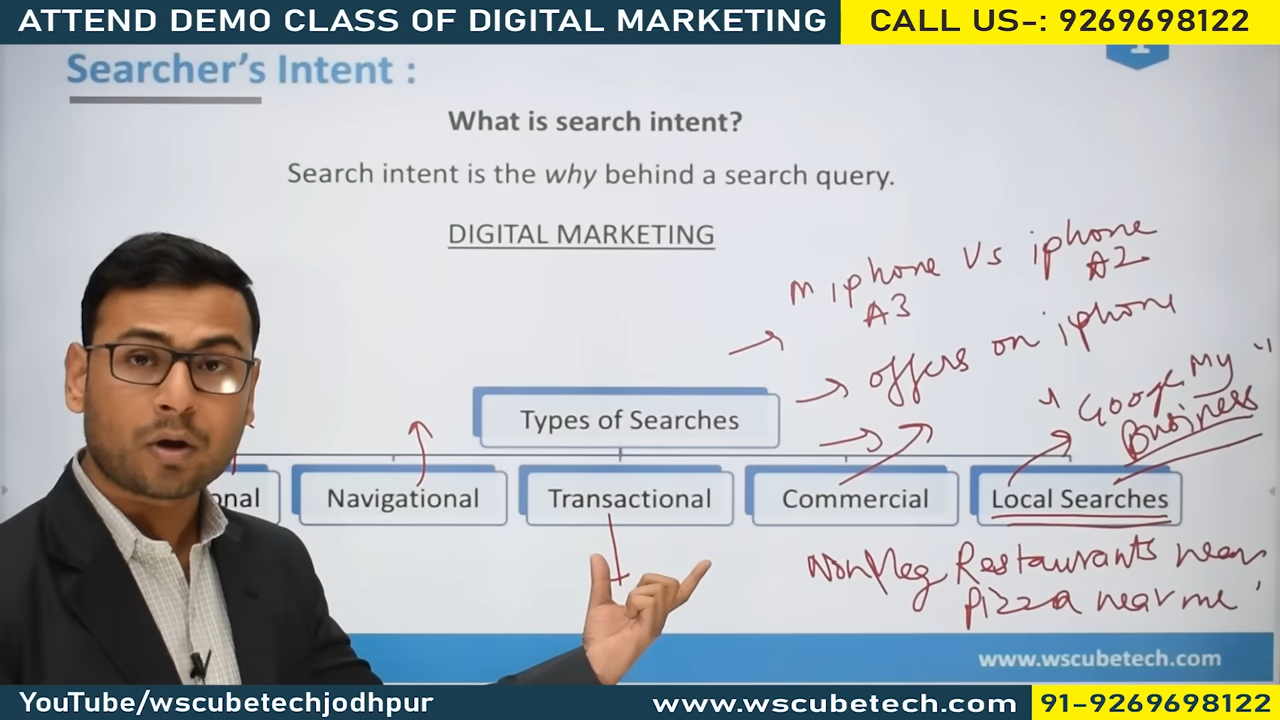 ATTEND DEMO CLASS OF DIGITAL MARKETING
CALL US-: 9269698122
Searcher's Intent :
What is search intent?
Search intent is the why behind a search query.
DIGITAL MARKETING
iphone Vs iphone
A3 A2
offers on iphone
"Google My Business"
Types of Searches
onal
Navigational
Transactional
Commercial
Local Searches
Restaurants near
Pizza near me
www.wscubetech.com
YouTube/wscubetechjodhpur
www.wscubetech.com
91-9269698122